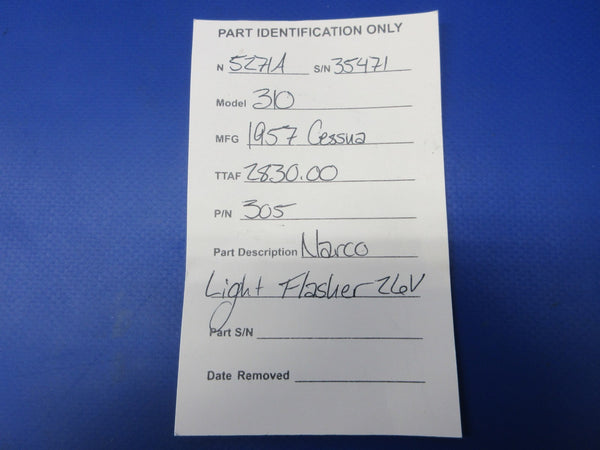 PART IDENTIFICATION ONLY
N 5271A S/N 35471
Model 310
MFG 1957 Cessna
TTAF 2830.00
P/N 305
Part Description Narco
Light Flasher 26V
Part S/N
Date Removed